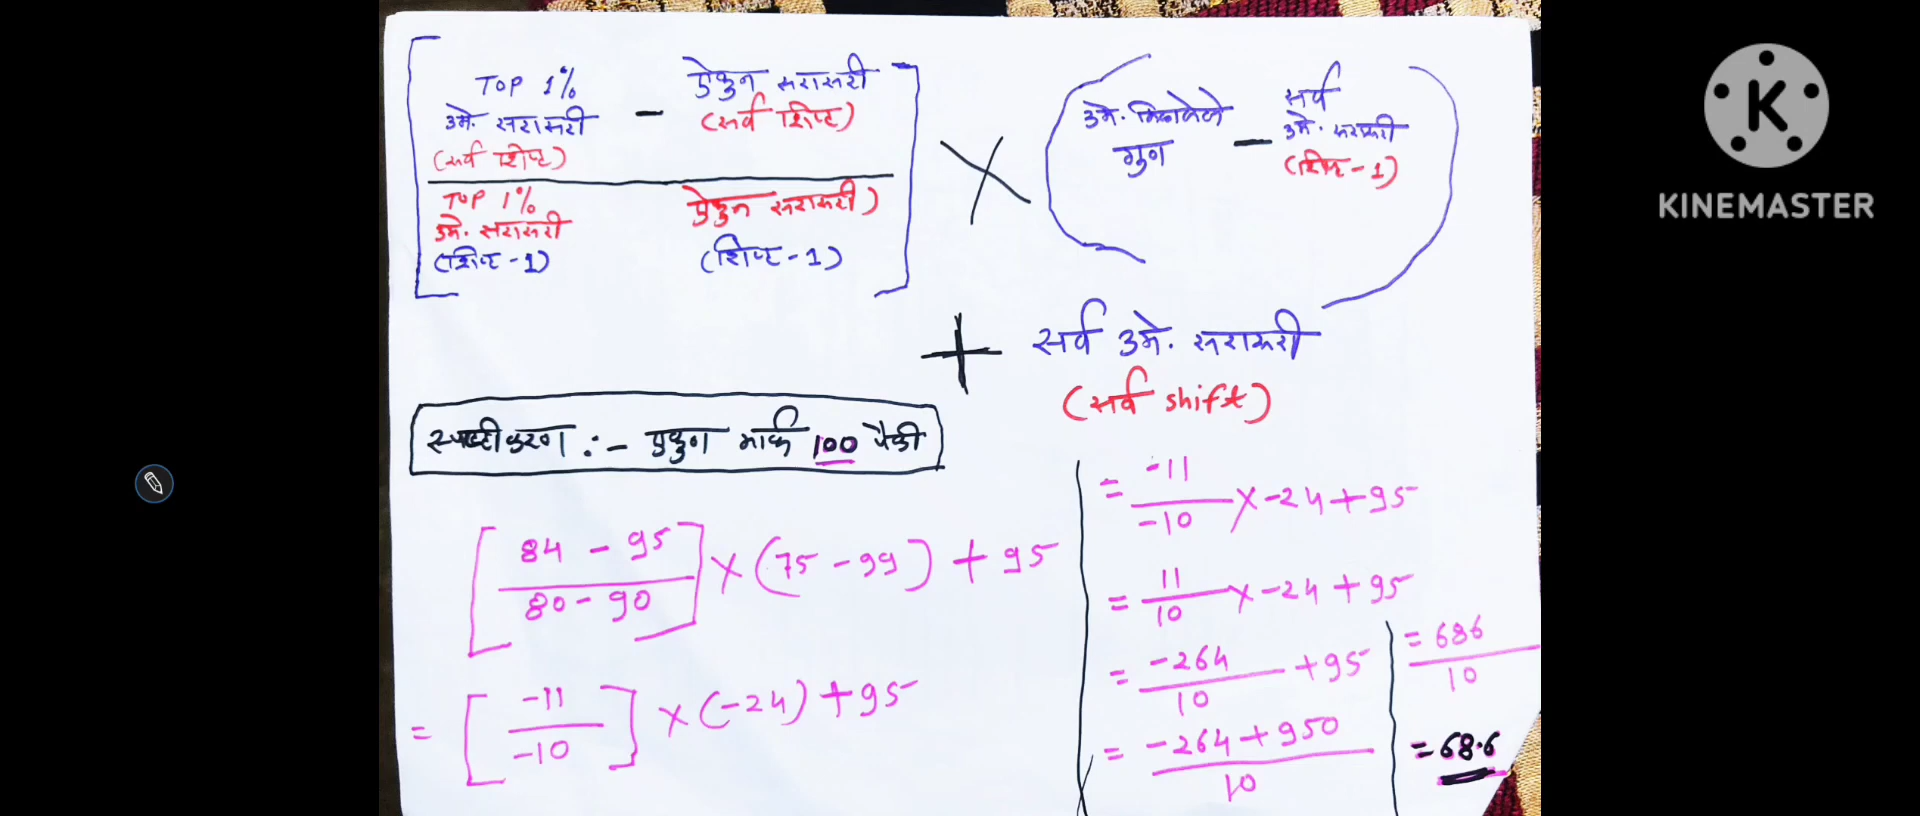 TOP 1% उमे. सरासरी (सर्व शिप्ट) - एकुन सरासरी (सर्व शिप्ट)
TOP 1% उमे. सरासरी (शिप्ट - 1) एकुन सरासरी) (शिप्ट - 1)
× (उमे. मिळालेले गुण - सर्व उमे. सरासरी (शिप्ट - 1)
+ सर्व उमे. सरासरी
(सर्व shift)
स्पष्टीकरण :- एकुण मार्क 100 पैकी
[84 - 95 / 80 - 90] × (75 - 99) + 95
= [-11 / -10] × (-24) + 95
= -11 / -10 × -24 + 95
= 11 / 10 × -24 + 95
= -264 / 10 + 95
= -264 + 950 / 10
= 686 / 10
= 68.6
K
KINEMASTER